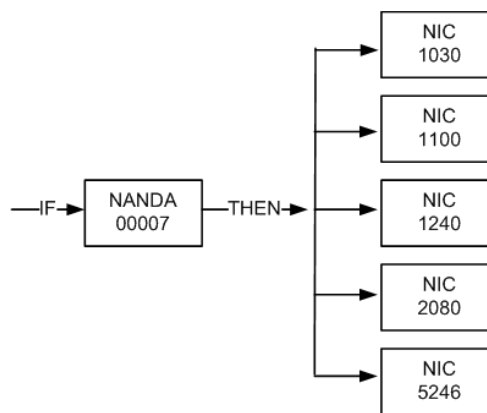 NIC
1030
NIC
1100
IF
NANDA
00007
THEN
NIC
1240
NIC
2080
NIC
5246